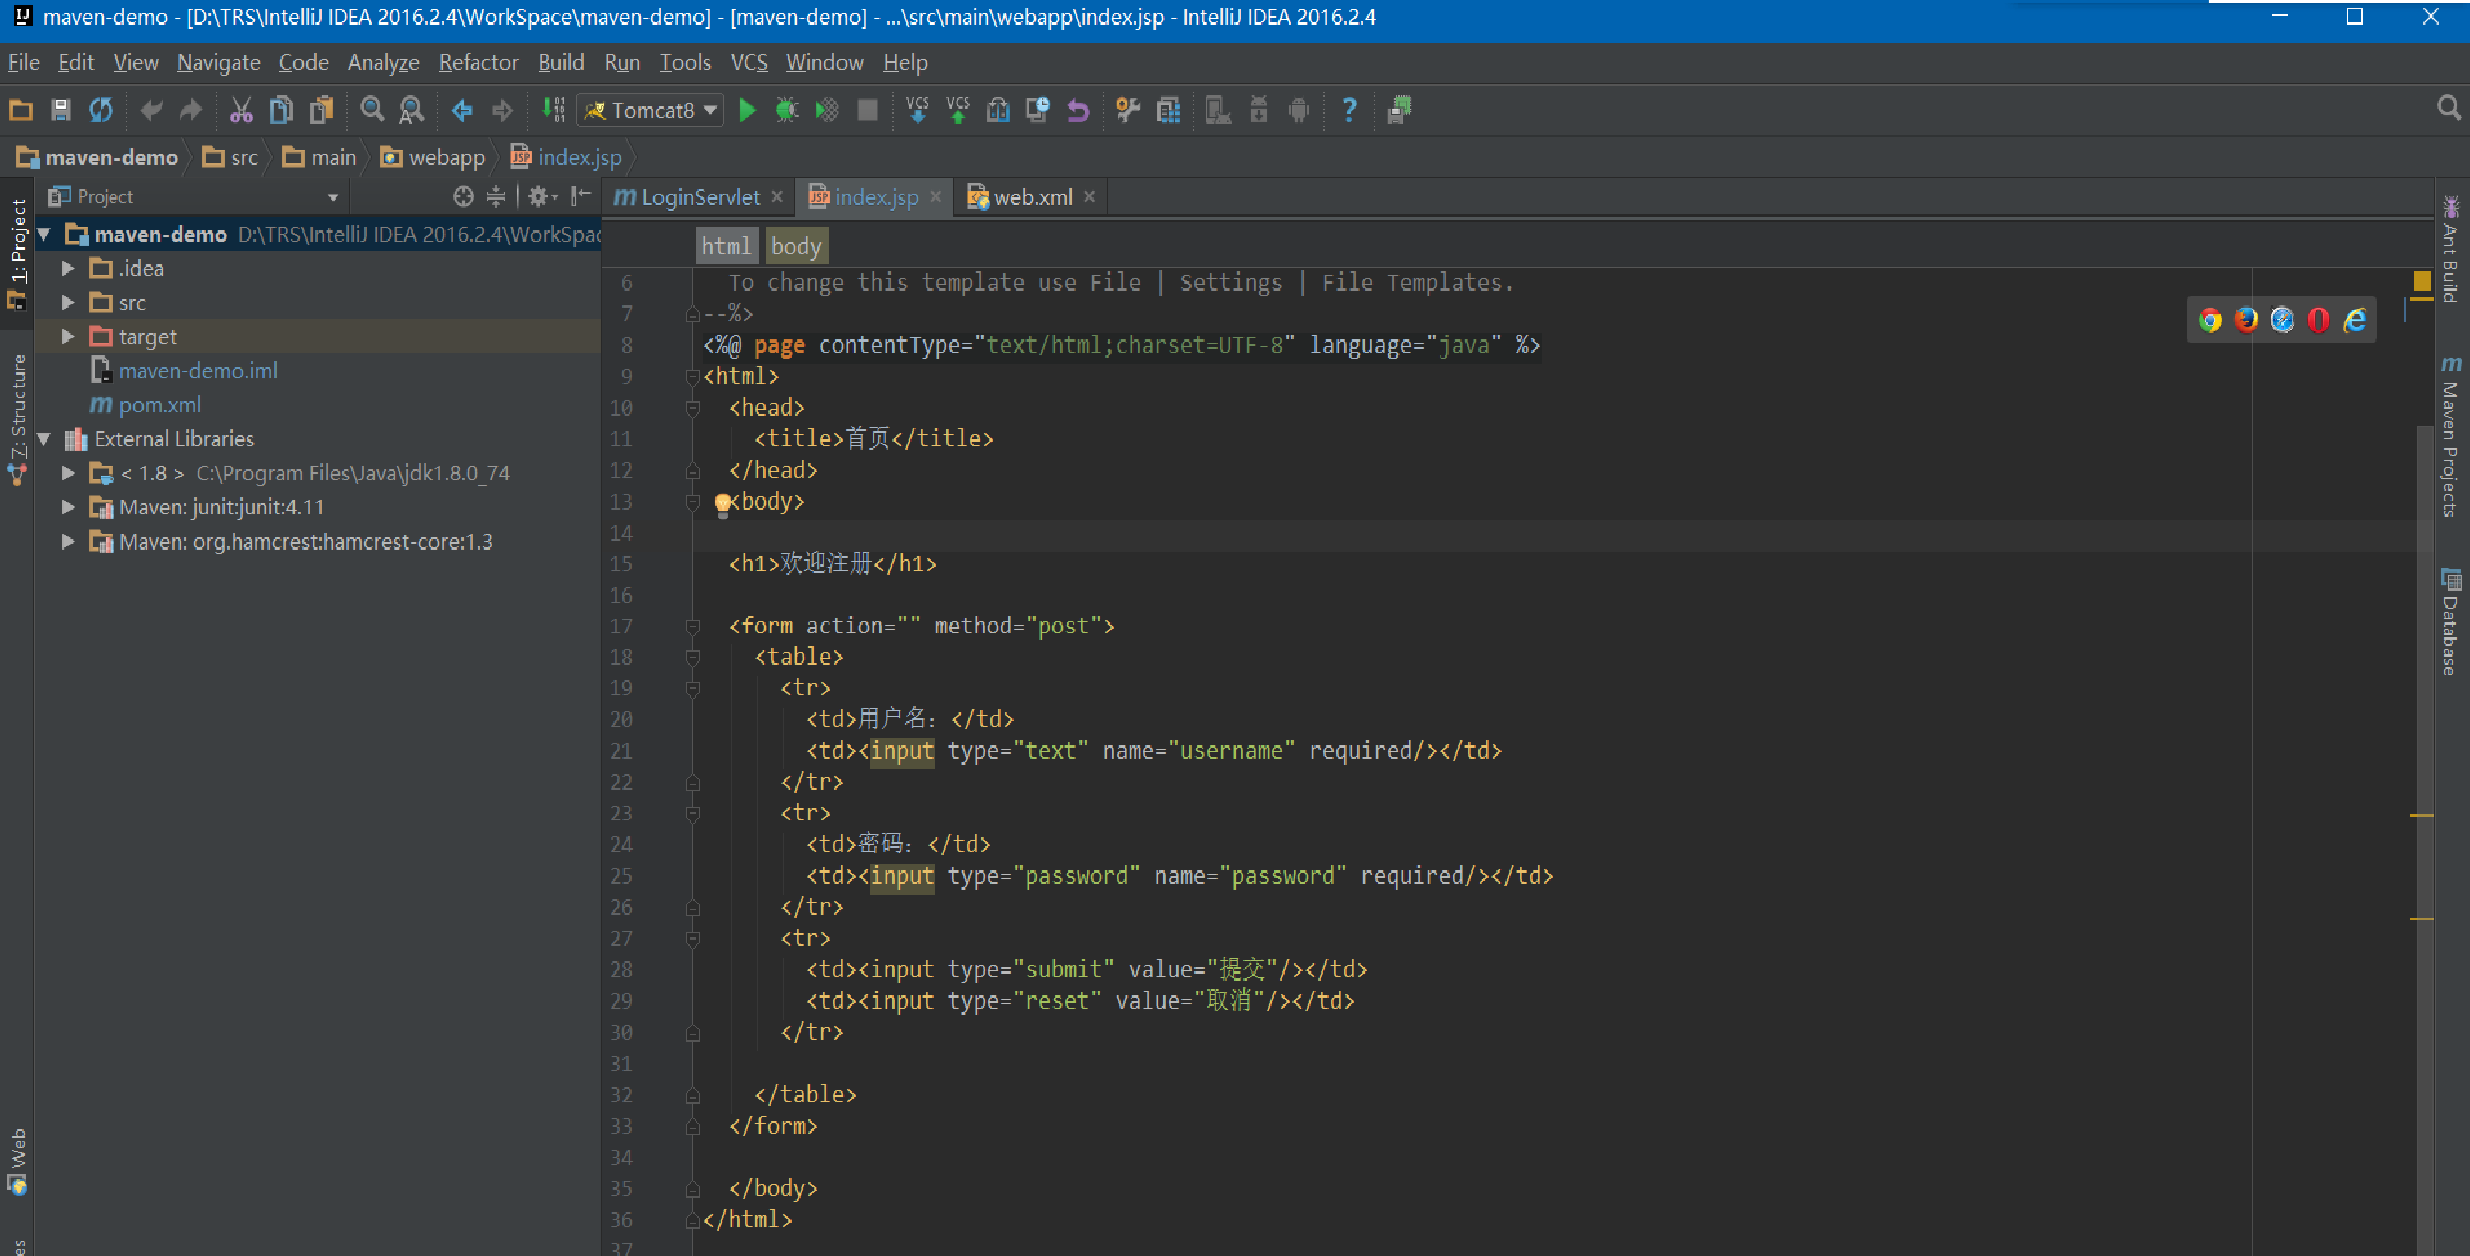 maven-demo - [D:\TRS\IntelliJ IDEA 2016.2.4\WorkSpace\maven-demo] - [maven-demo] - ...\src\main\webapp\index.jsp - IntelliJ IDEA 2016.2.4
File Edit View Navigate Code Analyze Refactor Build Run Tools VCS Window Help
Tomcat8 VCS VCS ?
maven-demo src main webapp index.jsp
Project
LoginServlet index.jsp web.xml
html body
1: Project
7: Structure
Web
maven-demo D:\TRS\IntelliJ IDEA 2016.2.4\WorkSpac
.idea
src
target
maven-demo.iml
pom.xml
External Libraries
< 1.8 > C:\Program Files\Java\jdk1.8.0_74
Maven: junit:junit:4.11
Maven: org.hamcrest:hamcrest-core:1.3
6 To change this template use File | Settings | File Templates.
7 --%>
8 <%@ page contentType="text/html;charset=UTF-8" language="java" %>
9 <html>
10 <head>
11 <title>首页</title>
12 </head>
13 <body>
14
15 <h1>欢迎注册</h1>
16
17 <form action="" method="post">
18 <table>
19 <tr>
20 <td>用户名：</td>
21 <td><input type="text" name="username" required/></td>
22 </tr>
23 <tr>
24 <td>密码：</td>
25 <td><input type="password" name="password" required/></td>
26 </tr>
27 <tr>
28 <td><input type="submit" value="提交"/></td>
29 <td><input type="reset" value="取消"/></td>
30 </tr>
31
32 </table>
33 </form>
34
35 </body>
36 </html>
37
Ant Build
Maven Projects
Database